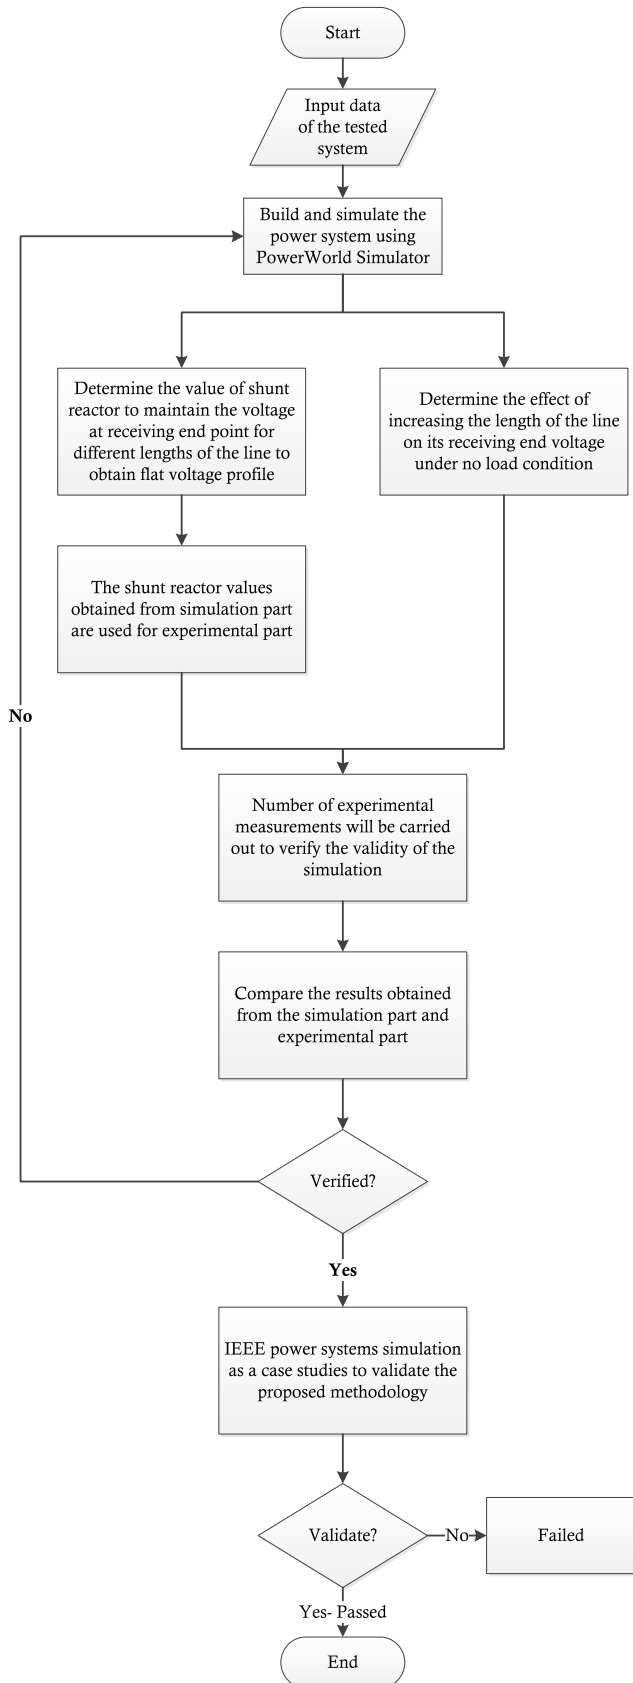 Start
Input data
of the tested
system
Build and simulate the
power system using
PowerWorld Simulator
Determine the value of shunt
reactor to maintain the voltage
at receiving end point for
different lengths of the line to
obtain flat voltage profile
Determine the effect of
increasing the length of the line
on its receiving end voltage
under no load condition
The shunt reactor values
obtained from simulation part
are used for experimental part
No
Number of experimental
measurements will be carried
out to verify the validity of the
simulation
Compare the results obtained
from the simulation part and
experimental part
Verified?
Yes
IEEE power systems simulation
as a case studies to validate the
proposed methodology
Validate?
No
Failed
Yes- Passed
End